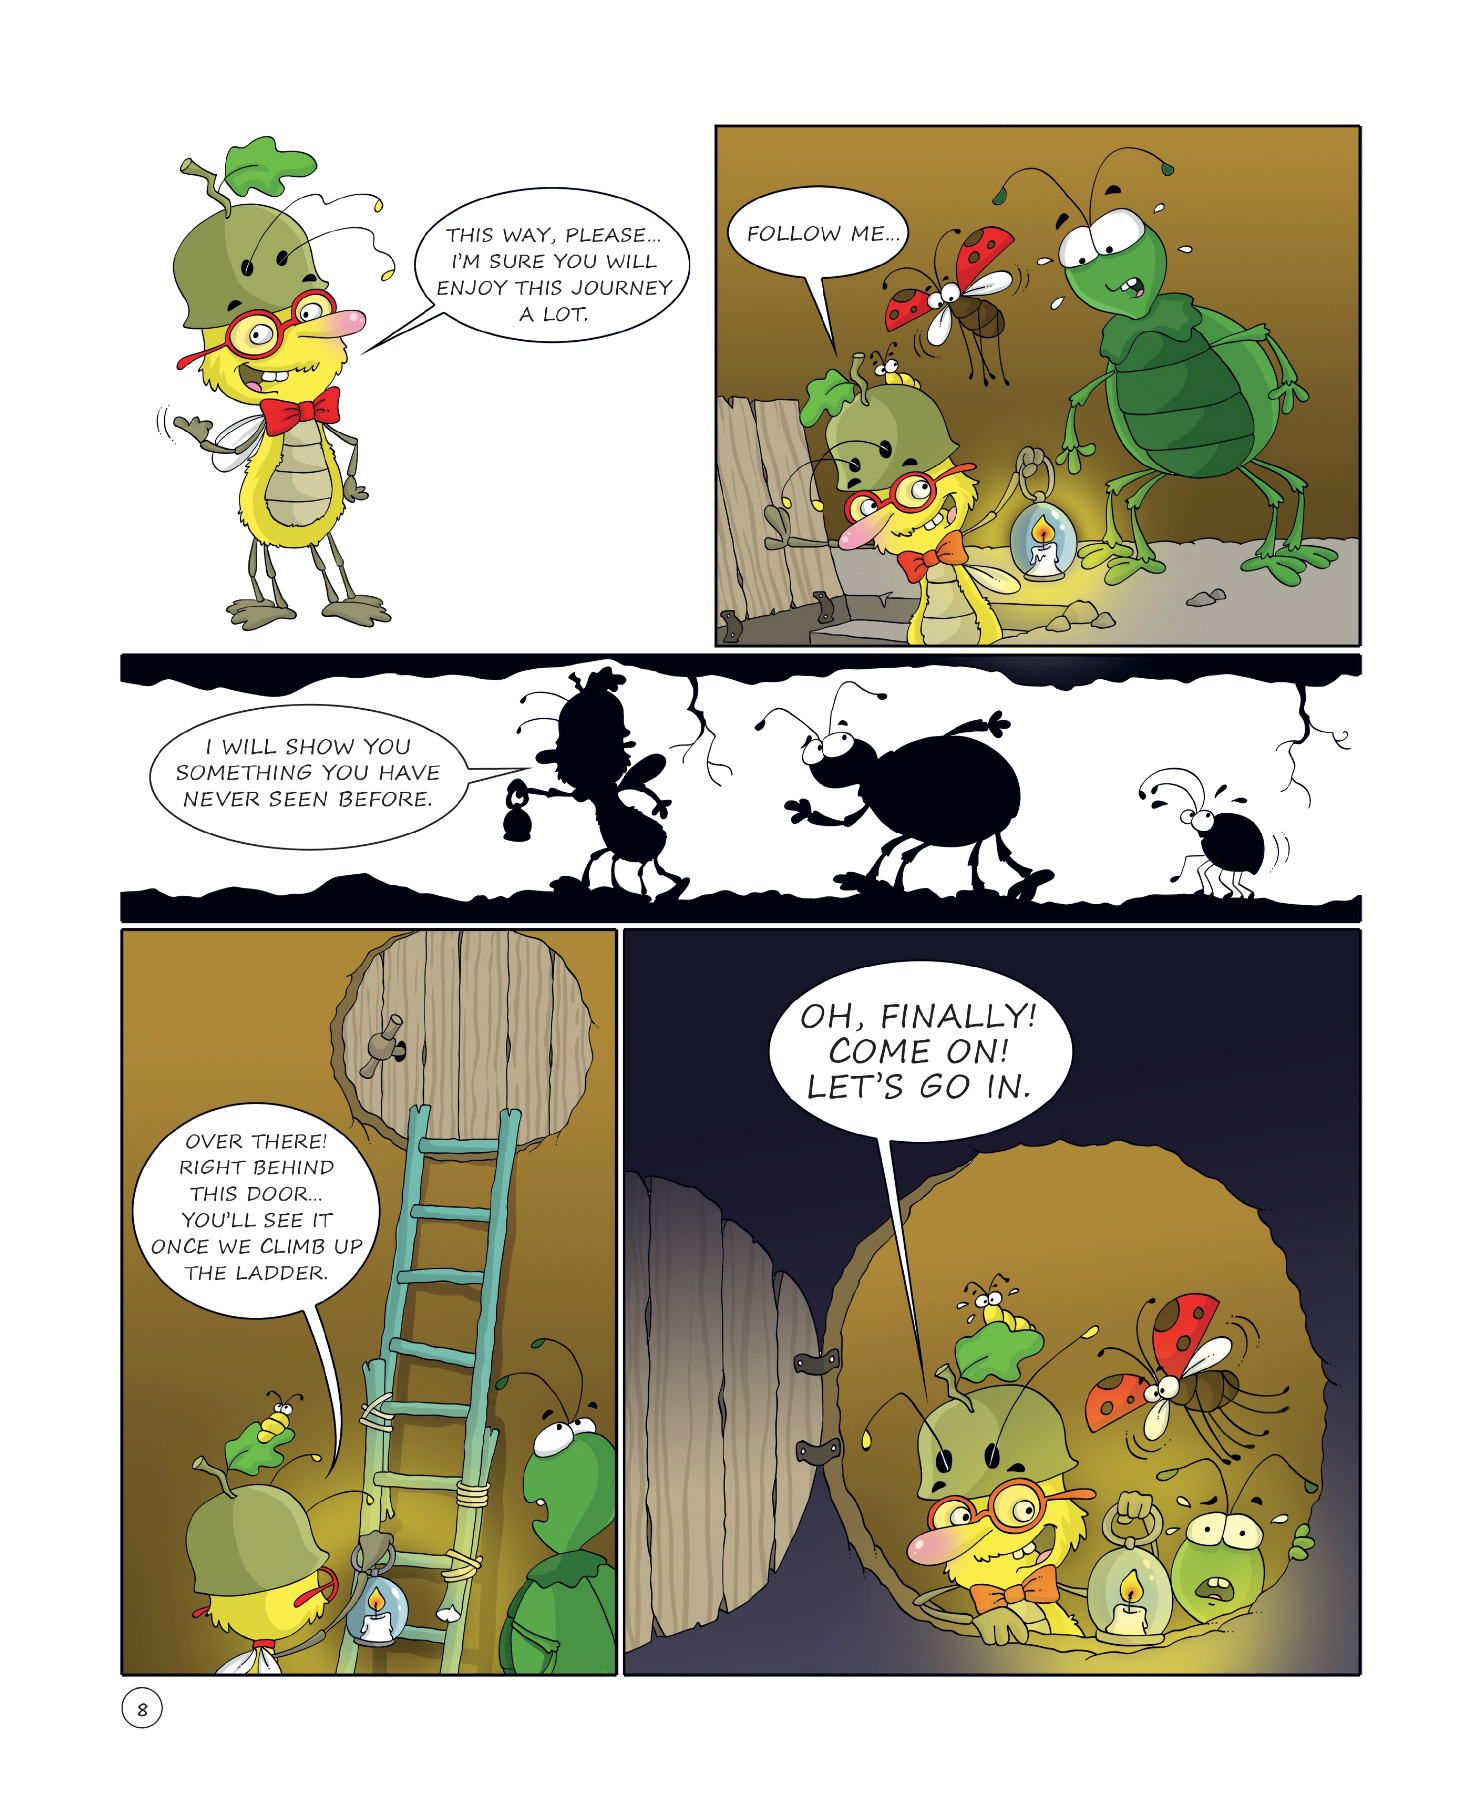 THIS WAY, PLEASE...
I'M SURE YOU WILL
ENJOY THIS JOURNEY
A LOT.
FOLLOW ME...
I WILL SHOW YOU
SOMETHING YOU HAVE
NEVER SEEN BEFORE.
OVER THERE!
RIGHT BEHIND
THIS DOOR...
YOU'LL SEE IT
ONCE WE CLIMB UP
THE LADDER.
OH, FINALLY!
COME ON!
LET'S GO IN.
8